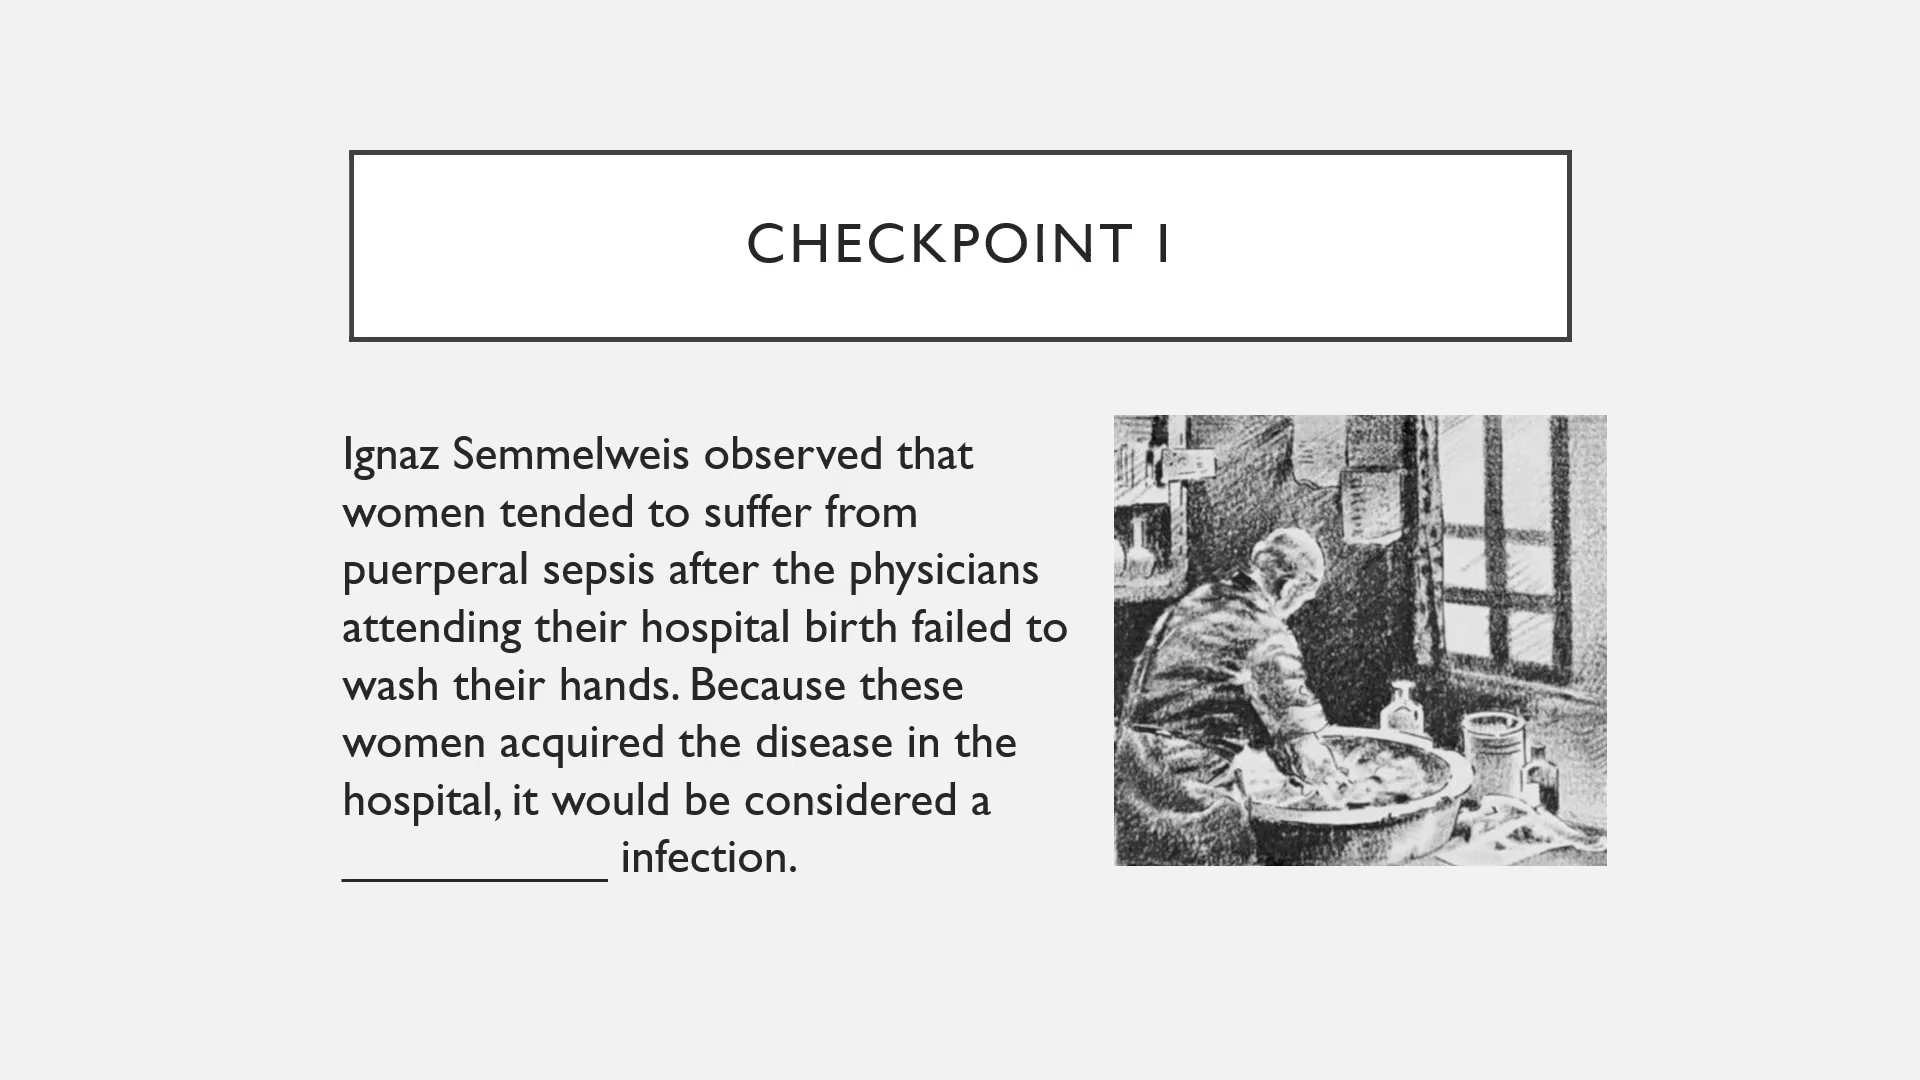 CHECKPOINT 1
Ignaz Semmelweis observed that
women tended to suffer from
puerperal sepsis after the physicians
attending their hospital birth failed to
wash their hands. Because these
women acquired the disease in the
hospital, it would be considered a
____________ infection.